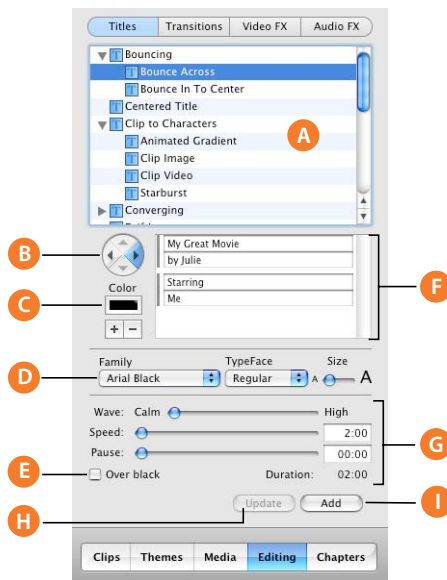 Titles Transitions Video FX Audio FX
Bouncing
Bounce Across
Bounce In To Center
Centered Title
Clip to Characters
A
Animated Gradient
Clip Image
Clip Video
Starburst
Converging
B
My Great Movie
by Julie
Color
Starring
F
C
Me
+ −
Family TypeFace Size
D Arial Black Regular A A
Wave: Calm High
Speed: 2:00
G
Pause: 00:00
E Over black Duration: 02:00
Update Add I
H
Clips Themes Media Editing Chapters